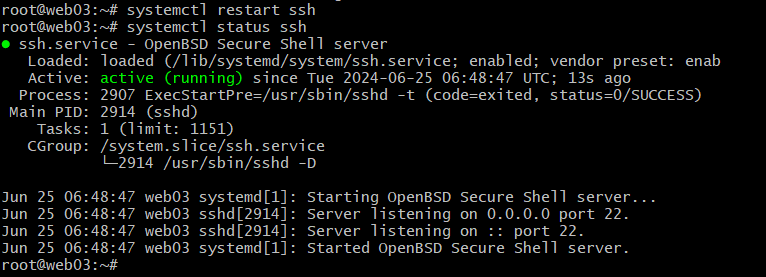 root@web03:~# systemctl restart ssh
root@web03:~# systemctl status ssh
● ssh.service - OpenBSD Secure Shell server
   Loaded: loaded (/lib/systemd/system/ssh.service; enabled; vendor preset: enab
   Active: active (running) since Tue 2024-06-25 06:48:47 UTC; 13s ago
  Process: 2907 ExecStartPre=/usr/sbin/sshd -t (code=exited, status=0/SUCCESS)
 Main PID: 2914 (sshd)
    Tasks: 1 (limit: 1151)
   CGroup: /system.slice/ssh.service
           └─2914 /usr/sbin/sshd -D
Jun 25 06:48:47 web03 systemd[1]: Starting OpenBSD Secure Shell server...
Jun 25 06:48:47 web03 sshd[2914]: Server listening on 0.0.0.0 port 22.
Jun 25 06:48:47 web03 sshd[2914]: Server listening on :: port 22.
Jun 25 06:48:47 web03 systemd[1]: Started OpenBSD Secure Shell server.
root@web03:~#